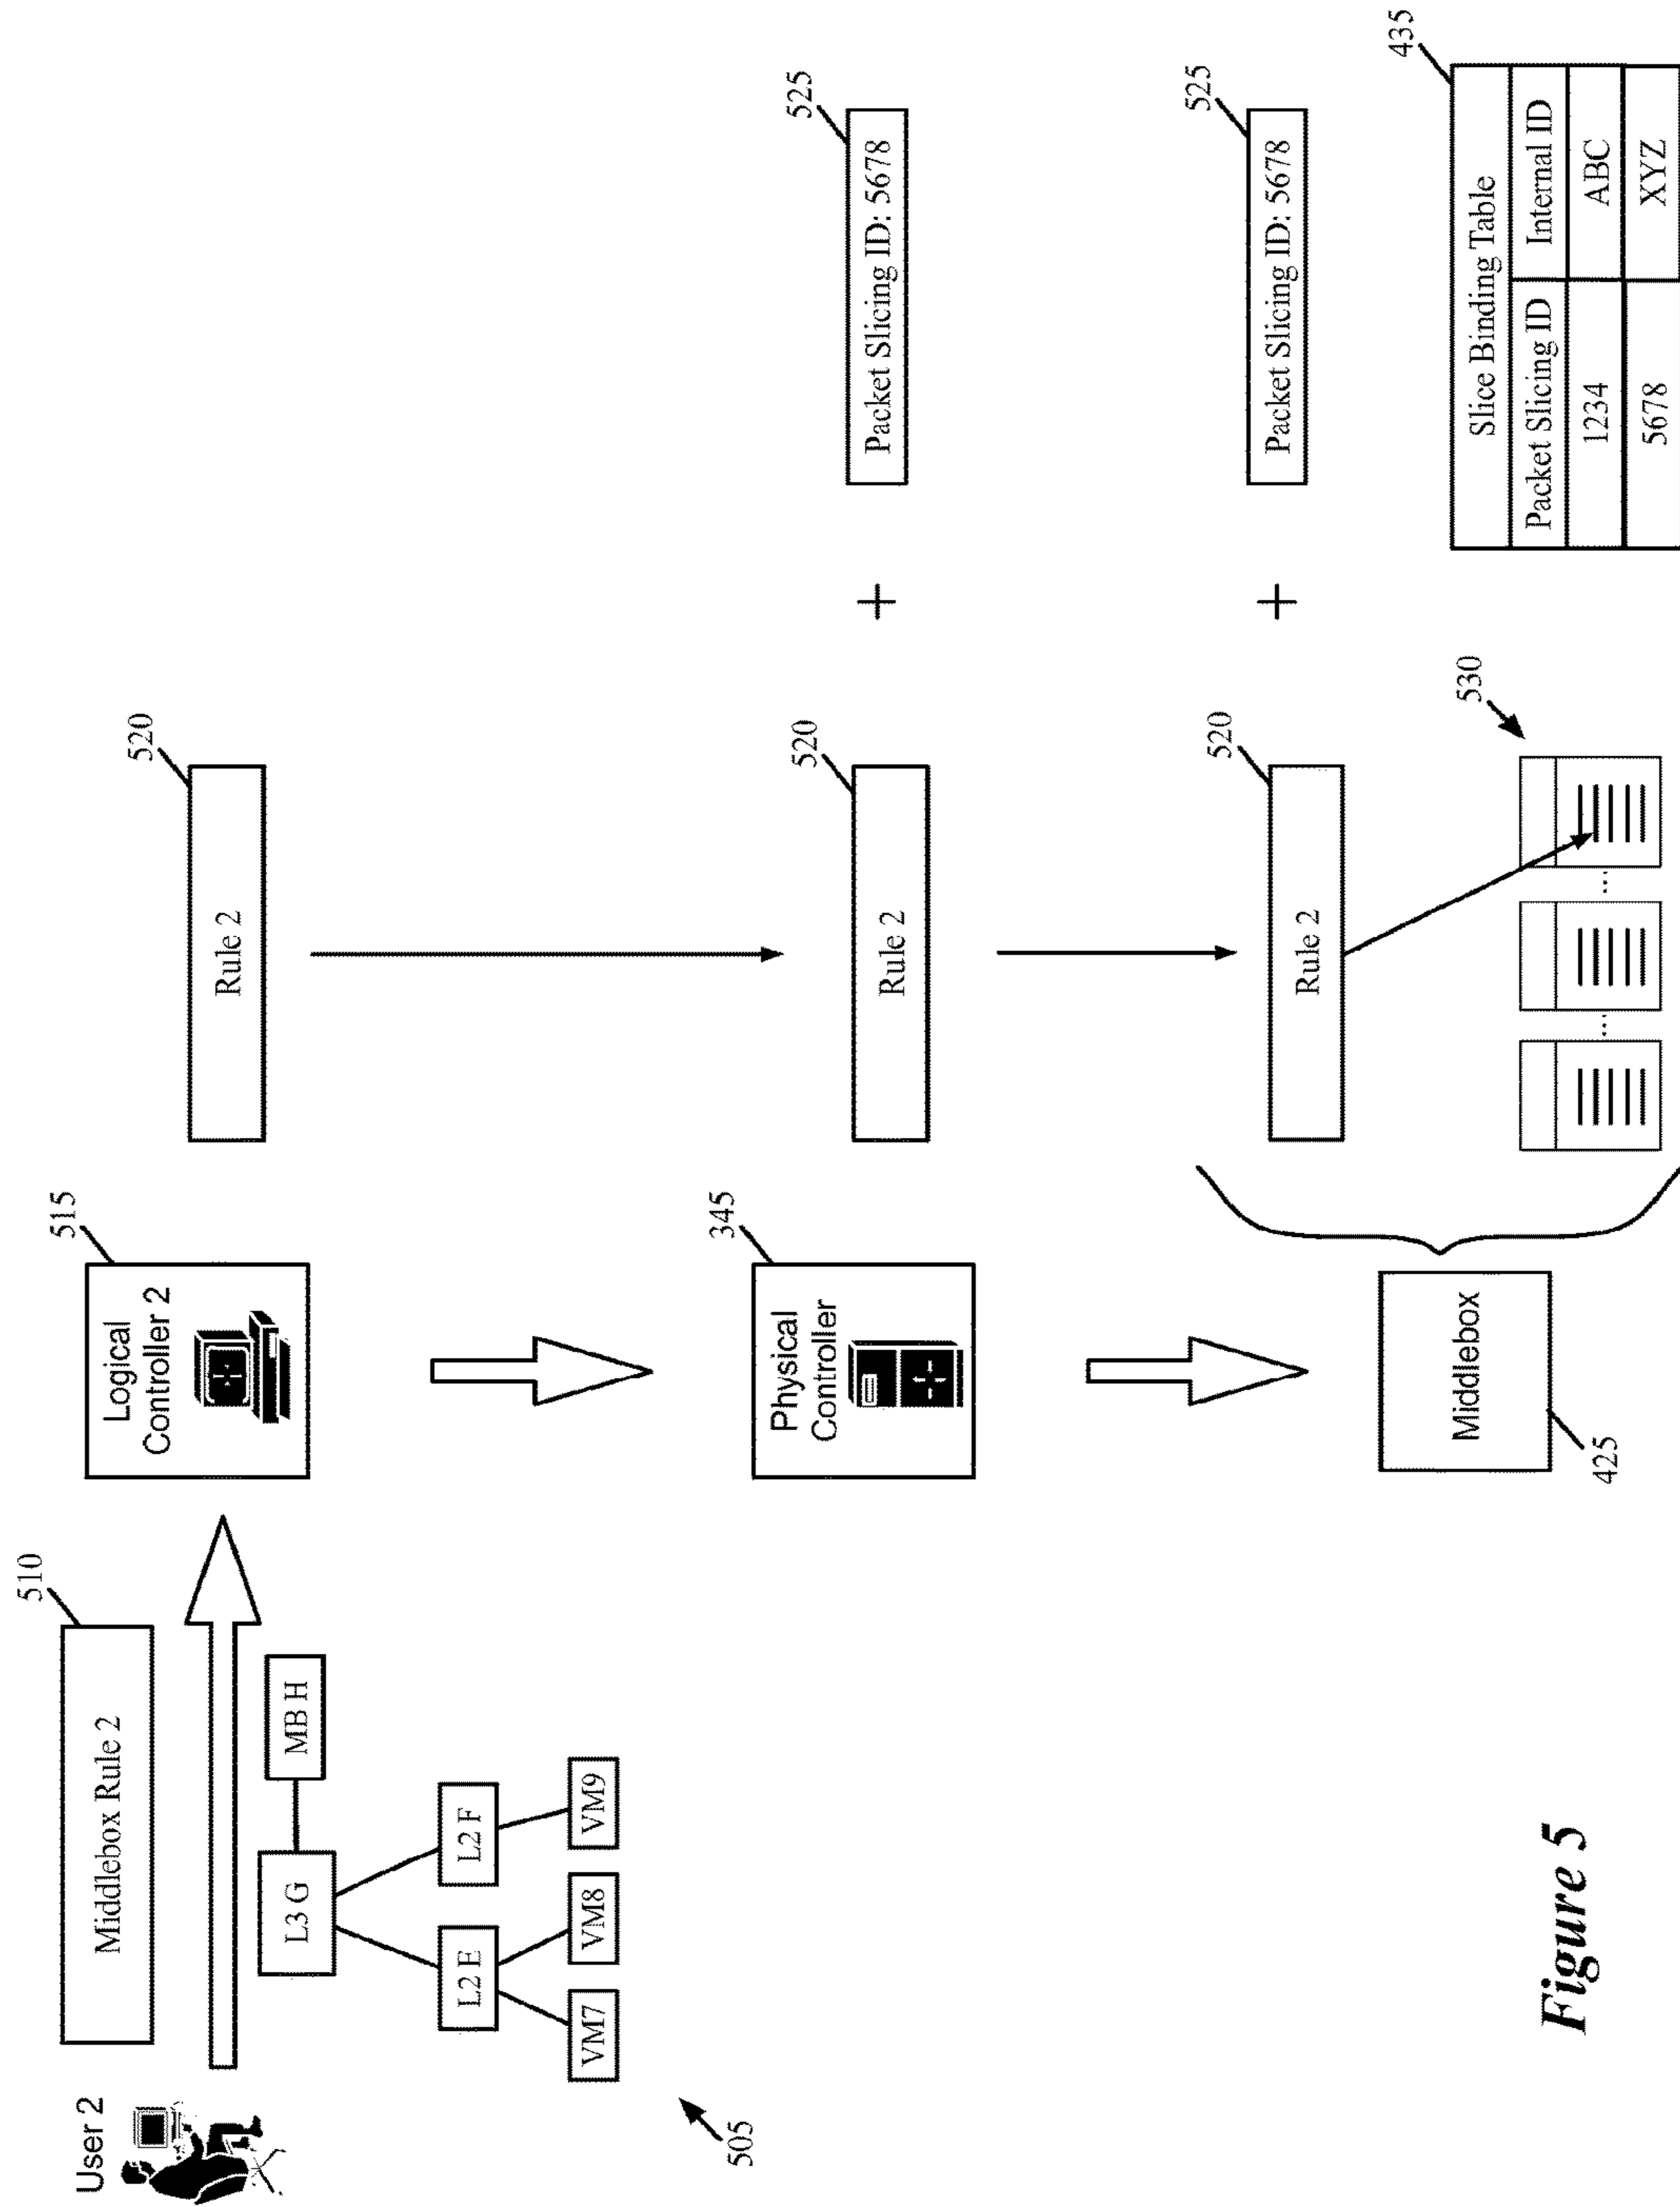 User 2
510
Middlebox Rule 2
MB H
L3 G
L2 E
L2 F
VM7
VM8
VM9
505
515
Logical
Controller 2
520
Rule 2
345
Physical
Controller
520
Rule 2
+
525
Packet Slicing ID: 5678
Middlebox
425
520
Rule 2
+
525
Packet Slicing ID: 5678
530
...
...
435
Slice Binding Table
Packet Slicing ID Internal ID
1234 ABC
5678 XYZ
Figure 5